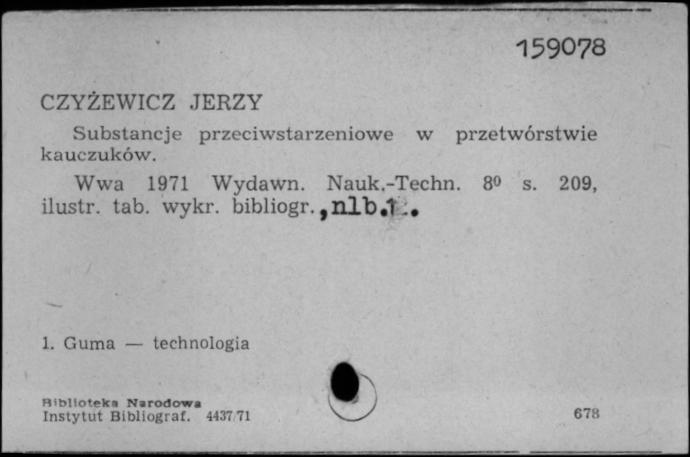 159078
CZYŻEWICZ JERZY
Substancje przeciwstarzeniowe w przetwórstwie
kauczuków.
Wwa 1971 Wydawn. Nauk.-Techn. 8⁰ s. 209,
ilustr. tab. wykr. bibliogr., nlb.1.
1. Guma — technologia
Biblioteka Narodowa
Instytut Bibliograf. 4437/71
678